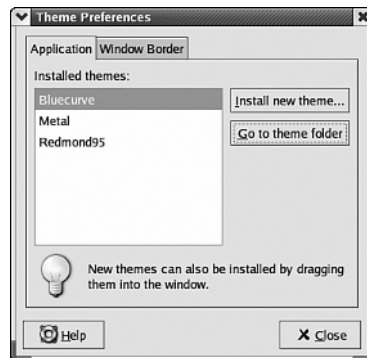 Theme Preferences
Application Window Border
Installed themes:
Bluecurve
Metal
Redmond95
Install new theme...
Go to theme folder
New themes can also be installed by dragging
them into the window.
Help
Close